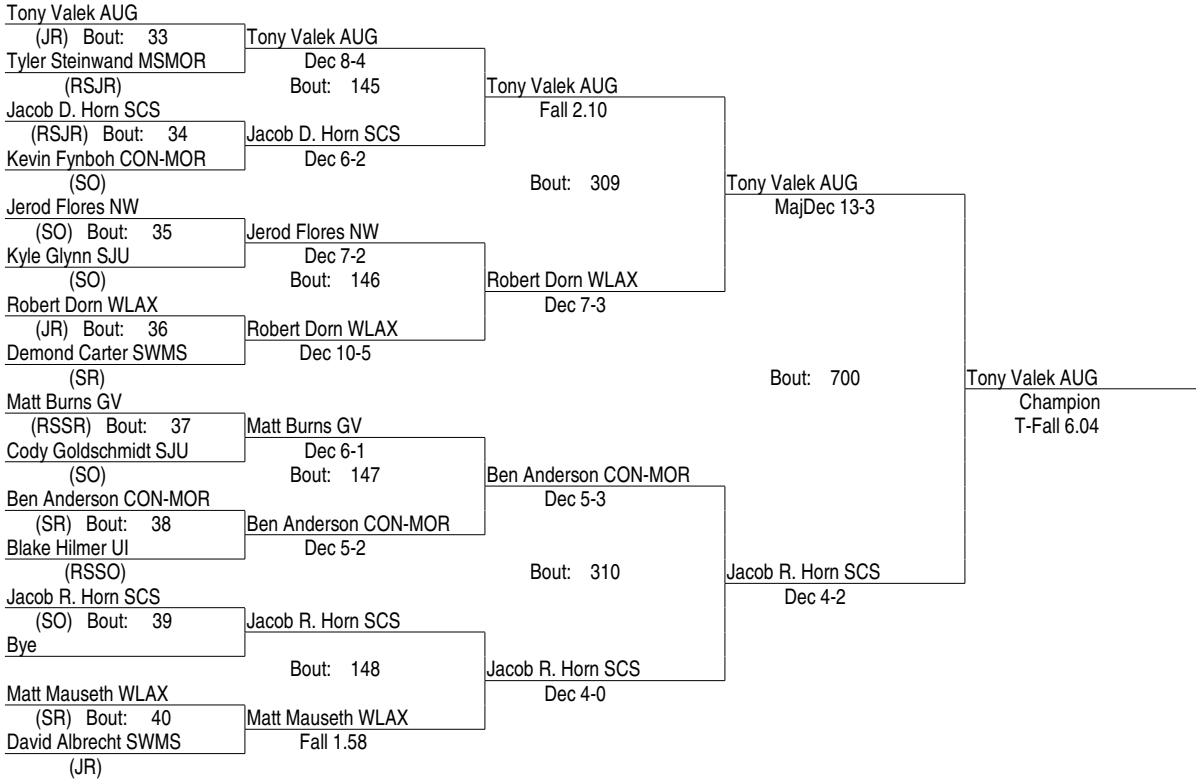 Tony Valek AUG
(JR) Bout: 33
Tyler Steinwand MSMOR
(RSJR)
Jacob D. Horn SCS
(RSJR) Bout: 34
Kevin Fynboh CON-MOR
(SO)
Jerod Flores NW
(SO) Bout: 35
Kyle Glynn SJU
(SO)
Robert Dorn WLAX
(JR) Bout: 36
Demond Carter SWMS
(SR)
Matt Burns GV
(RSSR) Bout: 37
Cody Goldschmidt SJU
(SO)
Ben Anderson CON-MOR
(SR) Bout: 38
Blake Hilmer UI
(RSSO)
Jacob R. Horn SCS
(SO) Bout: 39
Bye
Matt Mauseth WLAX
(SR) Bout: 40
David Albrecht SWMS
(JR)
Tony Valek AUG
Dec 8-4
Bout: 145
Jacob D. Horn SCS
Dec 6-2
Jerod Flores NW
Dec 7-2
Bout: 146
Robert Dorn WLAX
Dec 10-5
Matt Burns GV
Dec 6-1
Bout: 147
Ben Anderson CON-MOR
Dec 5-2
Jacob R. Horn SCS
Bout: 148
Matt Mauseth WLAX
Fall 1.58
Tony Valek AUG
Fall 2.10
Bout: 309
Robert Dorn WLAX
Dec 7-3
Ben Anderson CON-MOR
Dec 5-3
Bout: 310
Jacob R. Horn SCS
Dec 4-0
Tony Valek AUG
MajDec 13-3
Bout: 700
Jacob R. Horn SCS
Dec 4-2
Tony Valek AUG
Champion
T-Fall 6.04